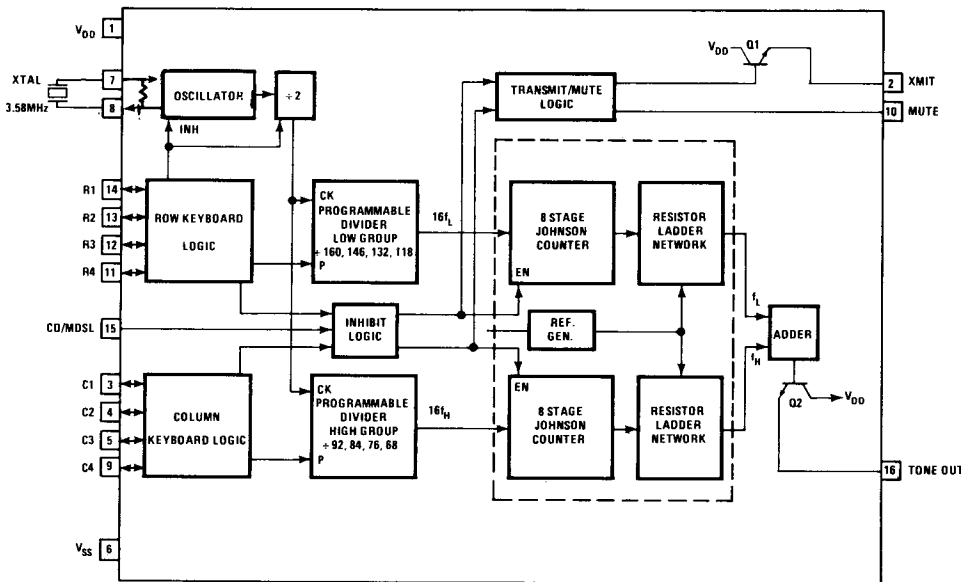 VDD 1
XTAL 7
8
3.58MHz
OSCILLATOR
÷2
INH
TRANSMIT/MUTE
LOGIC
VDD
Q1
2 XMIT
10 MUTE
R1 14
R2 13
R3 12
R4 11
ROW KEYBOARD
LOGIC
CK
PROGRAMMABLE
DIVIDER
LOW GROUP
÷ 160, 146, 132, 118
P
16fL
8 STAGE
JOHNSON
COUNTER
EN
RESISTOR
LADDER
NETWORK
CD/MDSL 15
INHIBIT
LOGIC
REF.
GEN.
fL
ADDER
fH
C1 3
C2 4
C3 5
C4 9
COLUMN
KEYBOARD LOGIC
CK
PROGRAMMABLE
DIVIDER
HIGH GROUP
÷ 92, 84, 76, 68
P
16fH
EN
8 STAGE
JOHNSON
COUNTER
RESISTOR
LADDER
NETWORK
Q2
VDD
16 TONE OUT
VSS 6